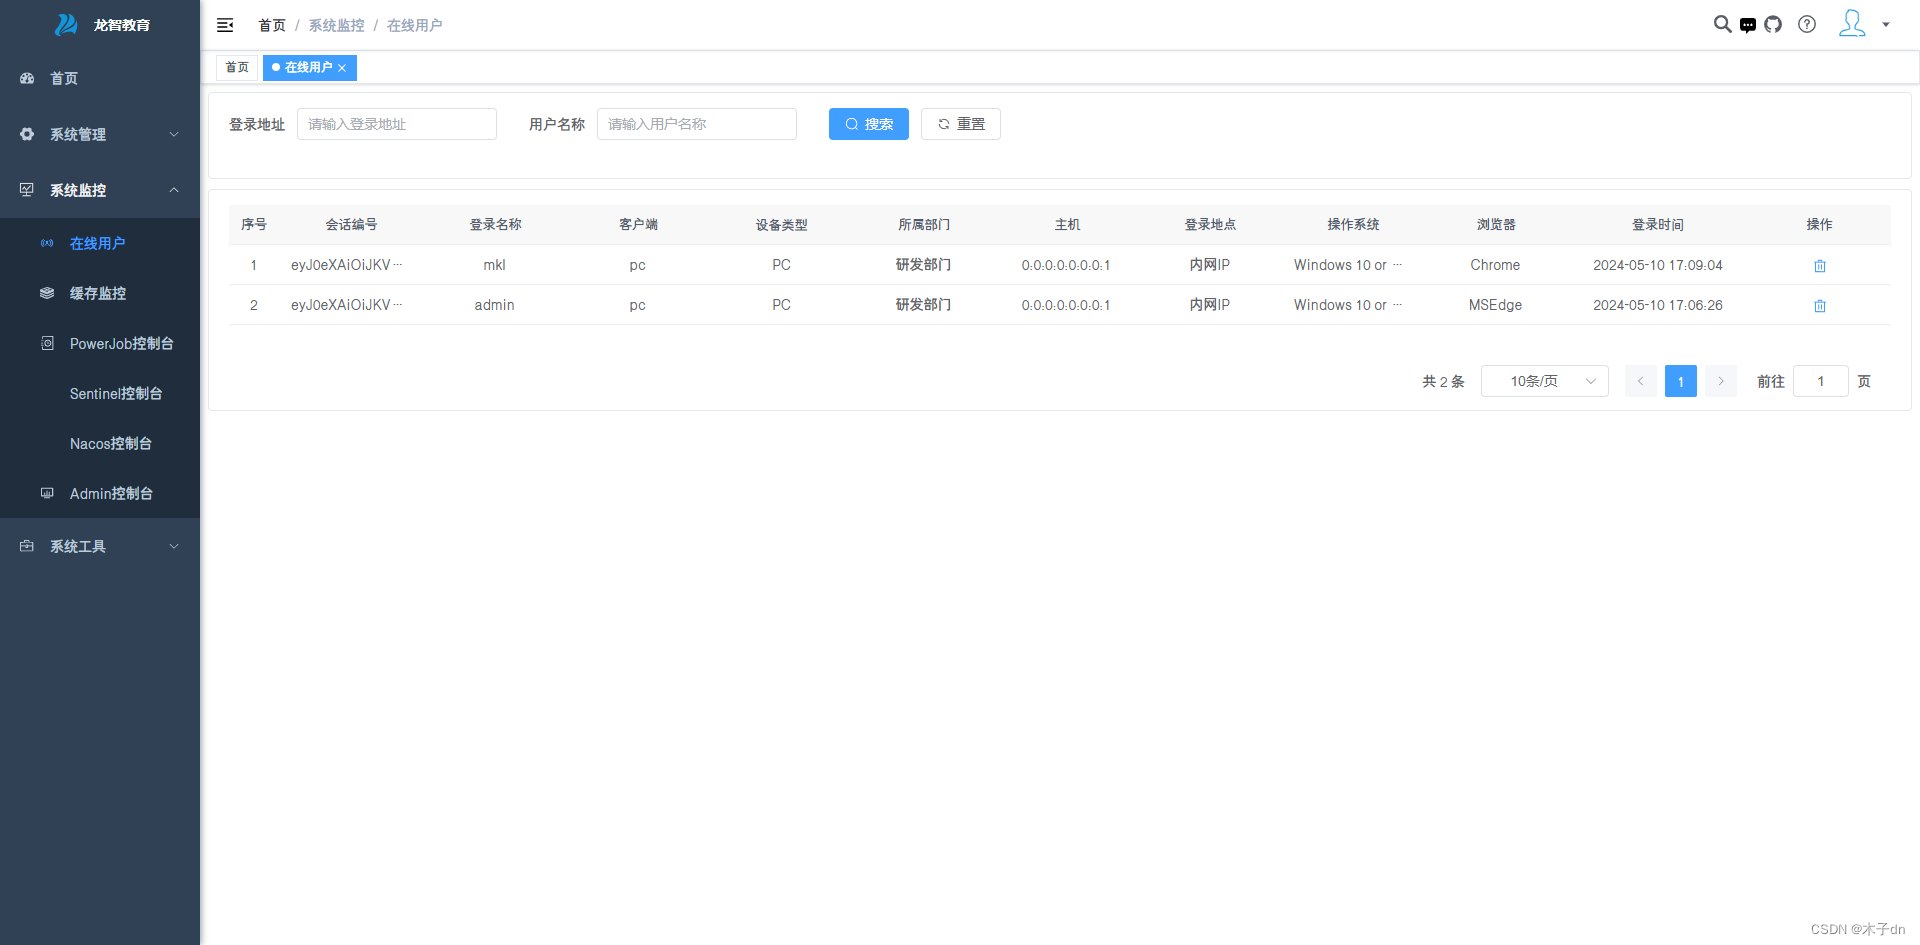 龙智教育
首页
系统管理
系统监控
在线用户
缓存监控
PowerJob控制台
Sentinel控制台
Nacos控制台
Admin控制台
系统工具
首页 / 系统监控 / 在线用户
首页 在线用户
登录地址 请输入登录地址 用户名称 请输入用户名称 搜索 重置
序号 会话编号 登录名称 客户端 设备类型 所属部门 主机 登录地点 操作系统 浏览器 登录时间 操作
1 eyJ0eXAiOiJKV··· mkl pc PC 研发部门 0:0:0:0:0:0:0:1 内网IP Windows 10 or ··· Chrome 2024-05-10 17:09:04
2 eyJ0eXAiOiJKV··· admin pc PC 研发部门 0:0:0:0:0:0:0:1 内网IP Windows 10 or ··· MSEdge 2024-05-10 17:06:26
共 2 条 10条/页 1 前往 1 页
CSDN @木子dn